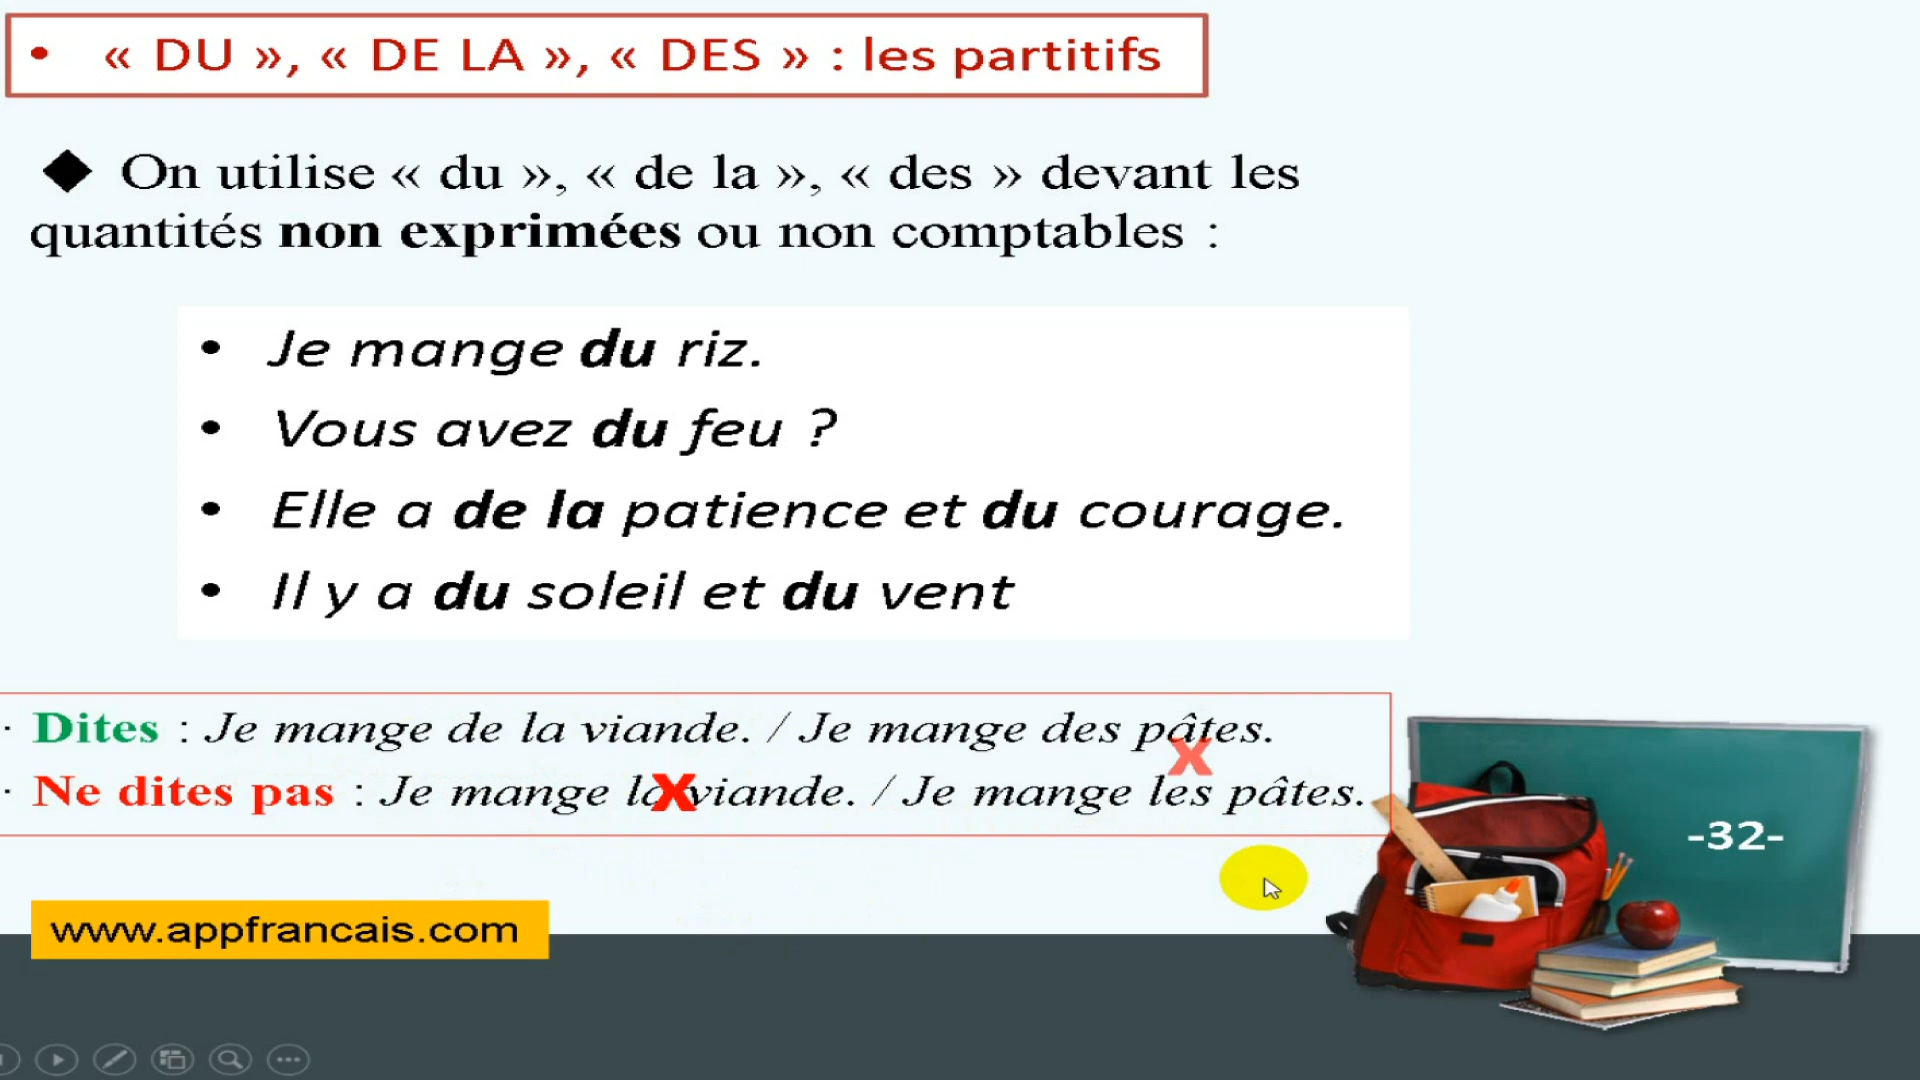 • « DU », « DE LA », « DES » : les partitifs
◆ On utilise « du », « de la », « des » devant les
quantités non exprimées ou non comptables :
• Je mange du riz.
• Vous avez du feu ?
• Elle a de la patience et du courage.
• Il y a du soleil et du vent
· Dites : Je mange de la viande. / Je mange des pâtes.
· Ne dites pas : Je mange la viande. / Je mange les pâtes.
-32-
www.appfrancais.com